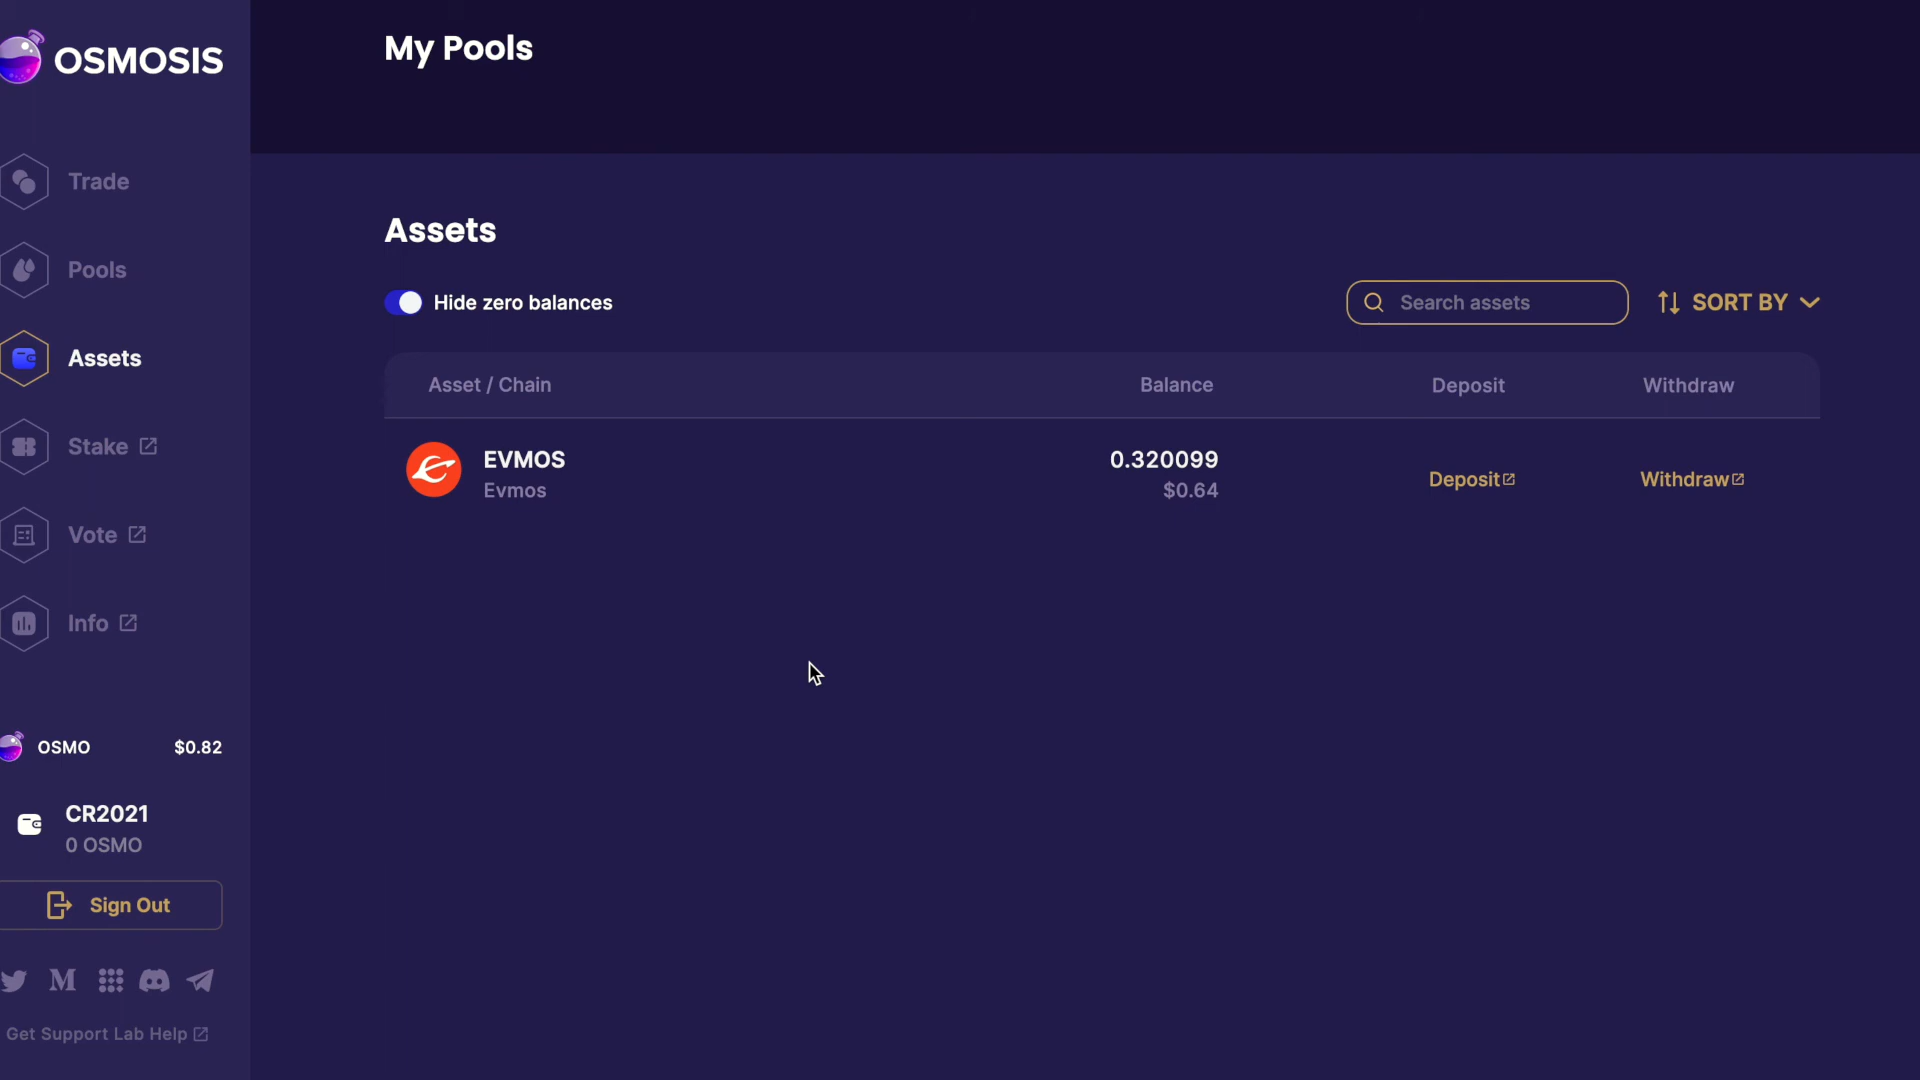 OSMOSIS
Trade
Pools
Assets
Stake
Vote
Info
OSMO $0.82
CR2021
0 OSMO
Sign Out
Get Support Lab Help
My Pools
Assets
Hide zero balances
Search assets
SORT BY
Asset / Chain Balance Deposit Withdraw
EVMOS 0.320099
Evmos $0.64
Deposit Withdraw